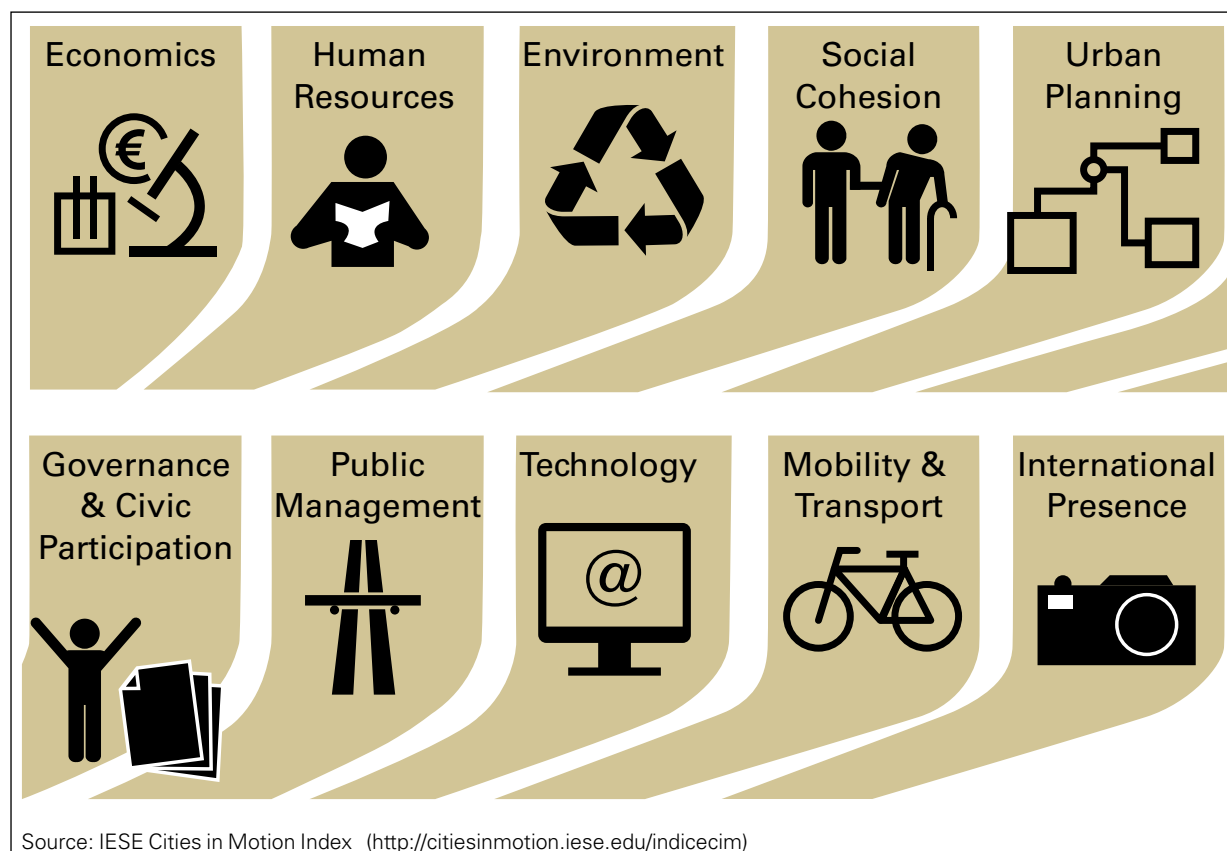 Economics
Human
Resources
Environment
Social
Cohesion
Urban
Planning
€
Governance
& Civic
Participation
Public
Management
Technology
Mobility &
Transport
International
Presence
@
Source: IESE Cities in Motion Index (http://citiesinmotion.iese.edu/indicecim)